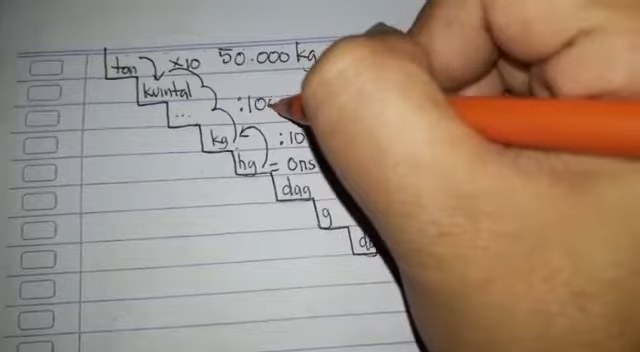 ton ×10 50.000 kg
kwintal
... :10
kg :10
hg = ons
dag
g